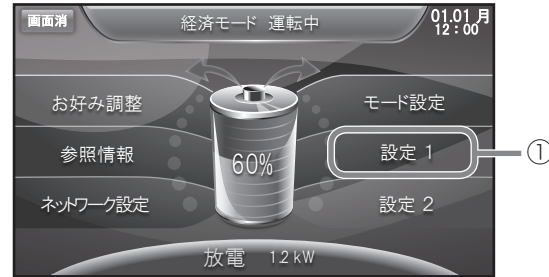 画面消
経済モード 運転中
01.01 月
12:00
お好み調整
モード設定
参照情報
60%
設定 1
①
ネットワーク設定
設定 2
放電 1.2 kW